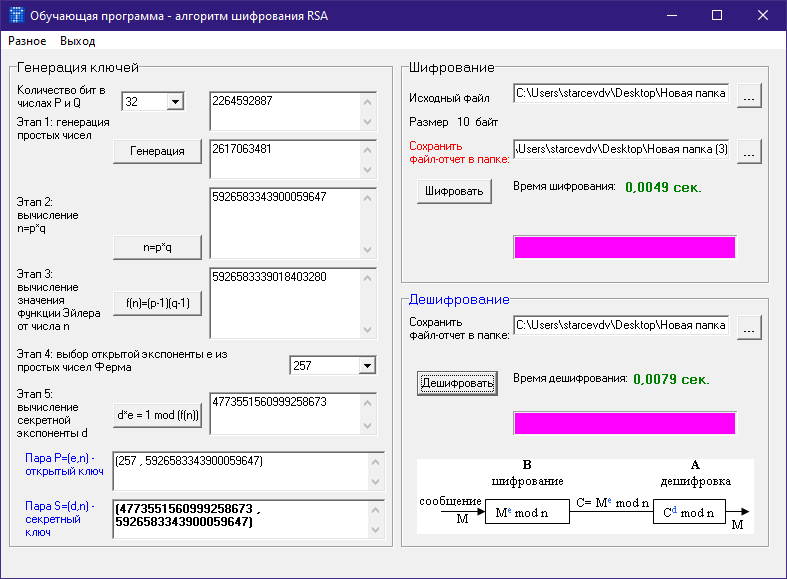 Обучающая программа - алгоритм шифрования RSA
Разное Выход
Генерация ключей
Количество бит в
числах P и Q
32
2264592887
Этап 1: генерация
простых чисел
Генерация
2617063481
Этап 2:
вычисление
n=p*q
n=p*q
5926583343900059647
Этап 3:
вычисление
значения
функции Эйлера
от числа n
f(n)=(p-1)(q-1)
5926583339018403280
Этап 4: выбор открытой экспоненты e из
простых чисел Ферма
257
Этап 5:
вычисление
секретной
экспоненты d
d*e = 1 mod (f(n))
4773551560999258673
Пара P=(e,n) -
открытый ключ
(257 , 5926583343900059647)
Пара S=(d,n) -
секретный
ключ
(4773551560999258673 ,
5926583343900059647)
Шифрование
Исходный файл
C:\Users\starcevdv\Desktop\Новая папка
...
Размер 10 байт
Сохранить
файл-отчет в папке:
\Users\starcevdv\Desktop\Новая папка (3)
...
Шифровать
Время шифрования: 0,0049 сек.
Дешифрование
Сохранить
файл-отчет в папке:
C:\Users\starcevdv\Desktop\Новая папка
...
Дешифровать
Время дешифрования: 0,0079 сек.
B
шифрование
A
дешифровка
сообщение
M
Mᵉ mod n
C= Mᵉ mod n
Cᵈ mod n
M